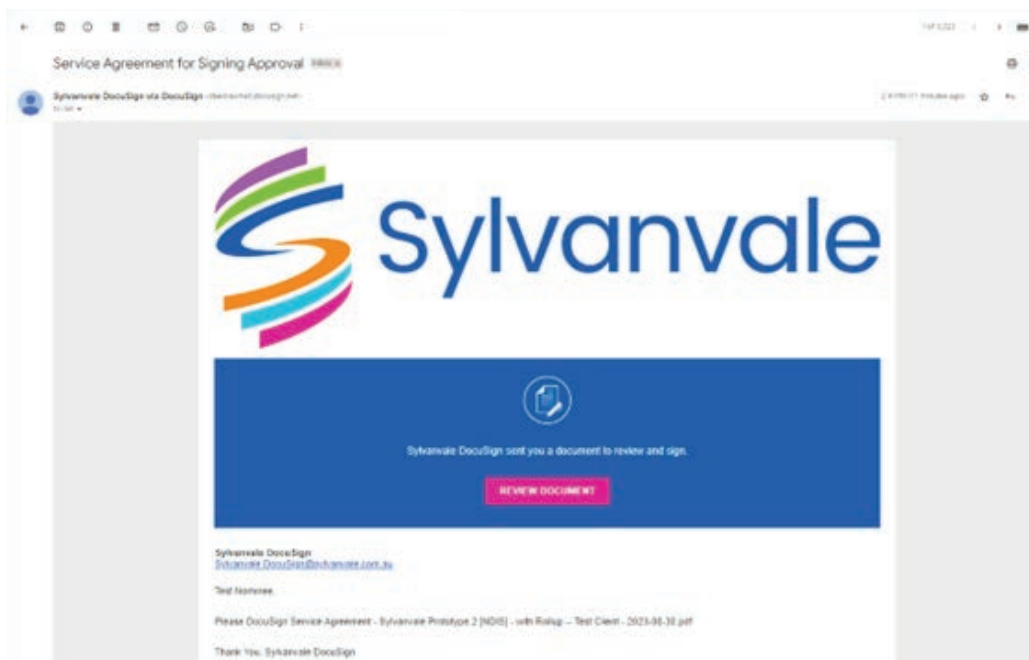 Service Agreement for Signing Approval
Sylvanvale DocuSign via DocuSign
Sylvanvale
Sylvanvale DocuSign sent you a document to review and sign.
REVIEW DOCUMENT
Sylvanvale DocuSign
Sylvanvale.DocuSign@sylvanvale.com.au
Test Nominee,
Please DocuSign Service Agreement - Sylvanvale Prototype 2 [NDIS] - with Rollup -- Test Client - 2023-08-30.pdf
Thank You, Sylvanvale DocuSign